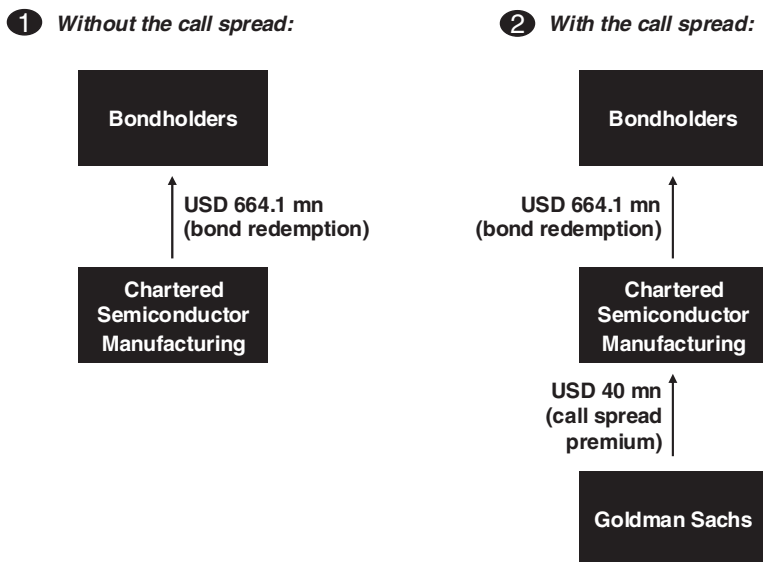 1 Without the call spread:
Bondholders
USD 664.1 mn
(bond redemption)
Chartered
Semiconductor
Manufacturing
2 With the call spread:
Bondholders
USD 664.1 mn
(bond redemption)
Chartered
Semiconductor
Manufacturing
USD 40 mn
(call spread
premium)
Goldman Sachs